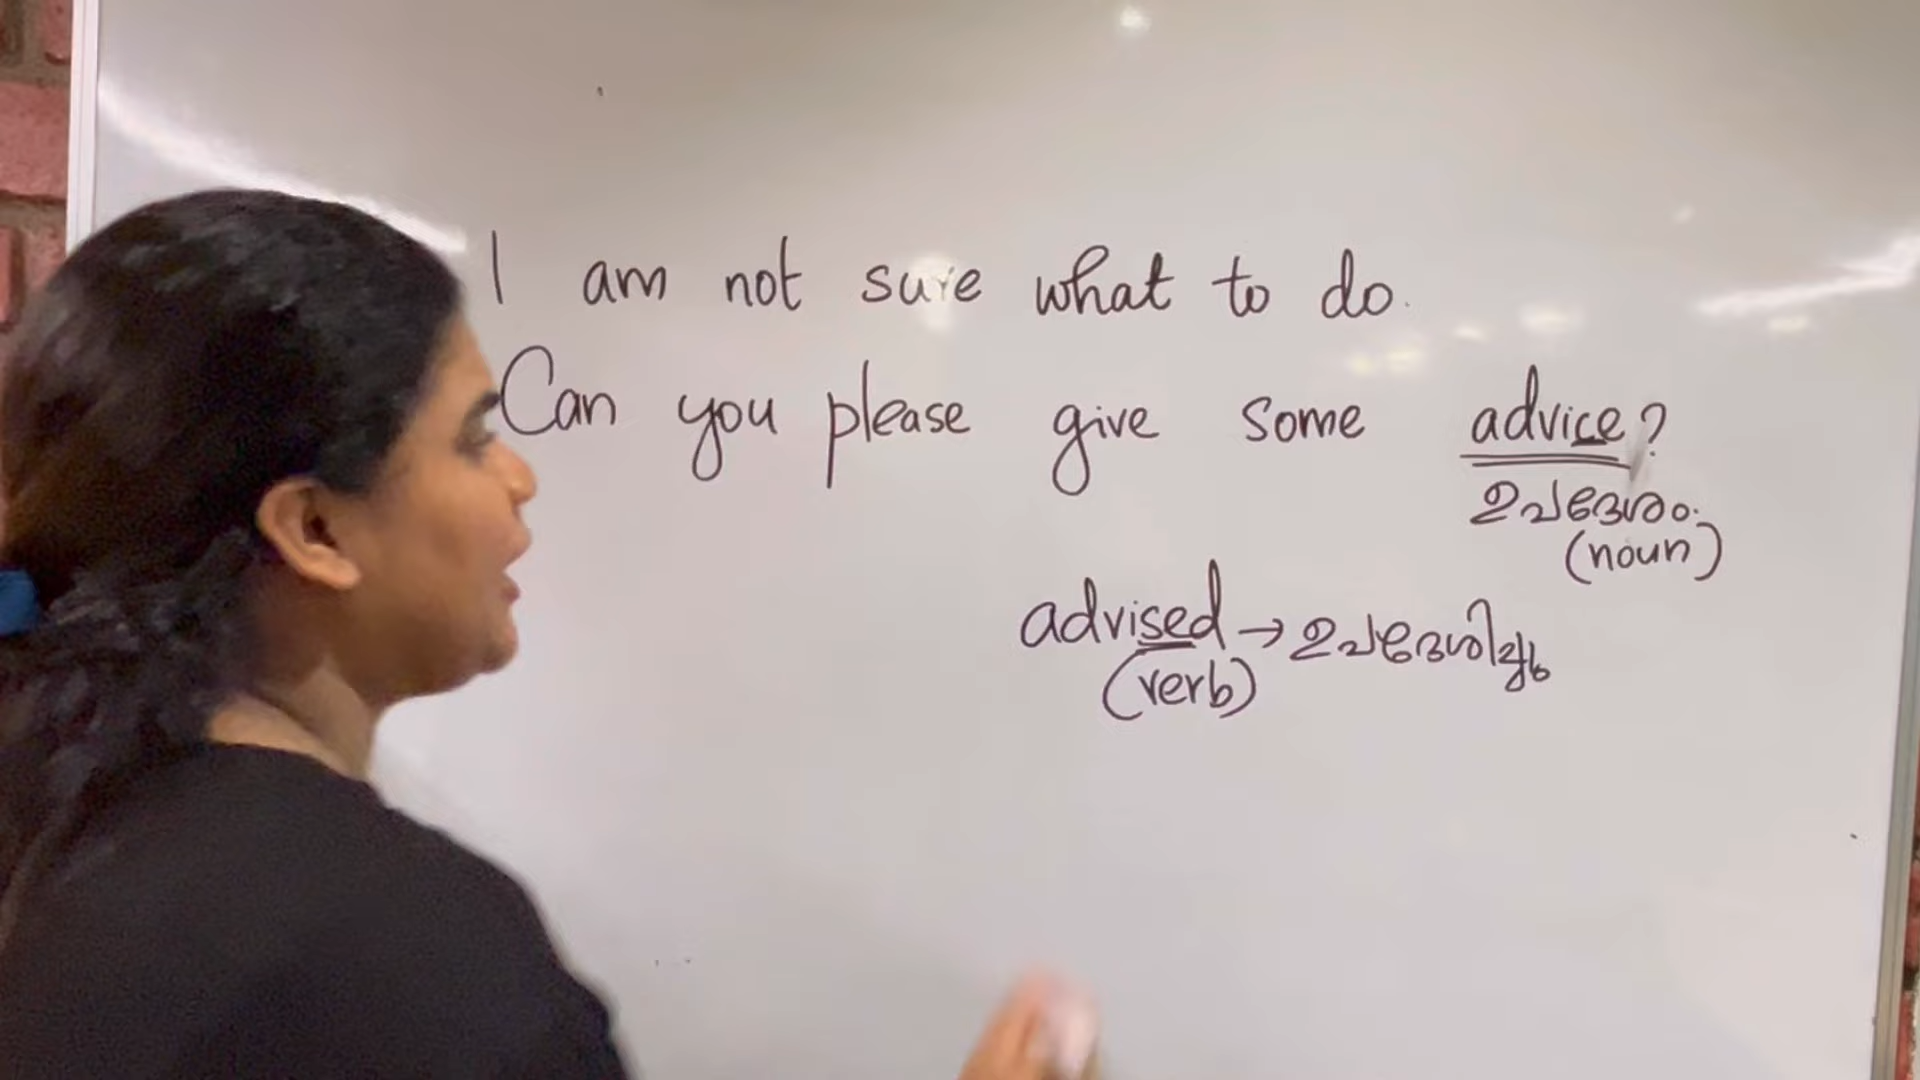 I am not sure what to do.
Can you please give some advice?
ഉപദേശം.
(noun)
advised → ഉപദേശിച്ചു
(verb)